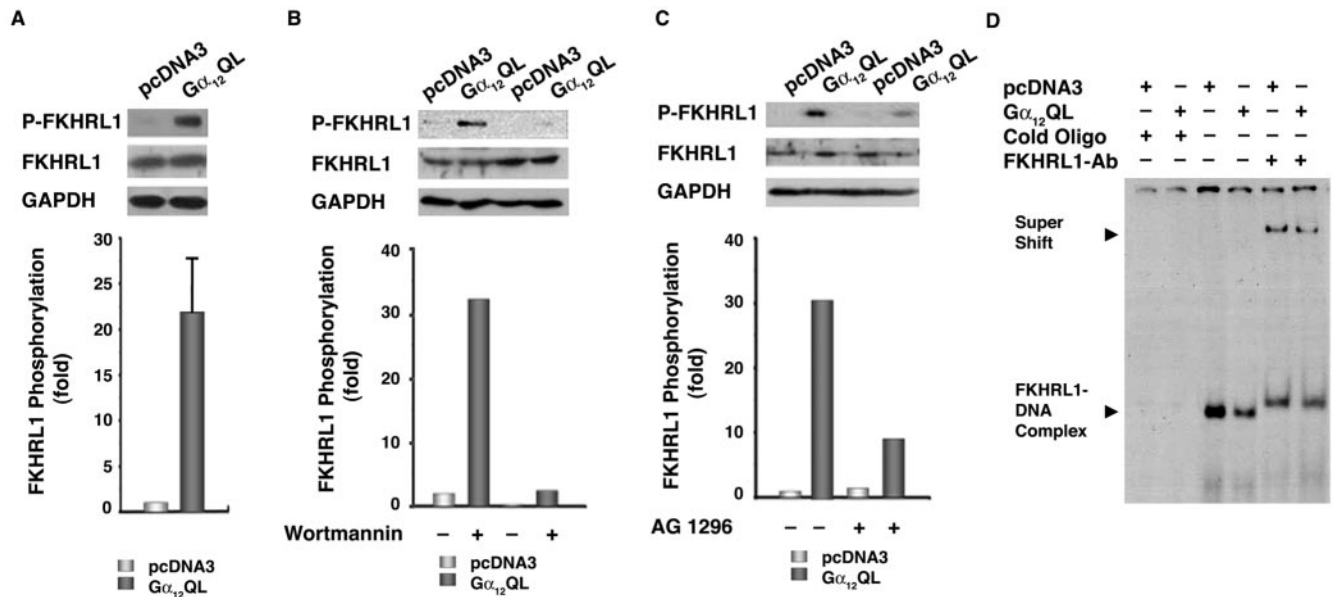 A
pcDNA3
Gα12QL
P-FKHRL1
FKHRL1
GAPDH
FKHRL1 Phosphorylation
(fold)
30
25
20
15
10
5
0
pcDNA3
Gα12QL
B
pcDNA3
Gα12QL
pcDNA3
Gα12QL
P-FKHRL1
FKHRL1
GAPDH
FKHRL1 Phosphorylation
(fold)
40
30
20
10
0
Wortmannin – + – +
pcDNA3
Gα12QL
C
pcDNA3
Gα12QL
pcDNA3
Gα12QL
P-FKHRL1
FKHRL1
GAPDH
FKHRL1 Phosphorylation
(fold)
40
30
20
10
0
AG 1296 – – + +
pcDNA3
Gα12QL
D
pcDNA3 + – + – + –
Gα12QL – + – + – +
Cold Oligo + + – – – –
FKHRL1-Ab – – – – + +
Super
Shift
FKHRL1-
DNA
Complex